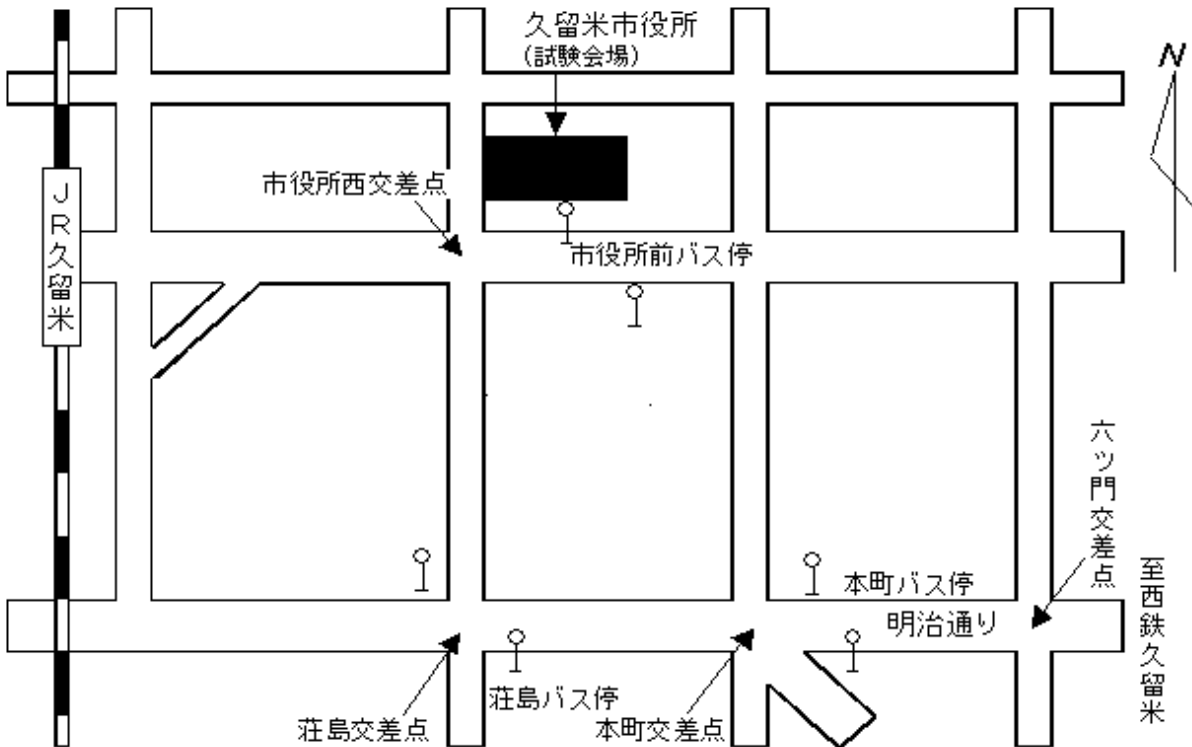 久留米市役所
(試験会場)
N
市役所西交差点
JR久留米
市役所前バス停
六ツ門交差点
本町バス停
明治通り
至西鉄久留米
荘島バス停
荘島交差点
本町交差点